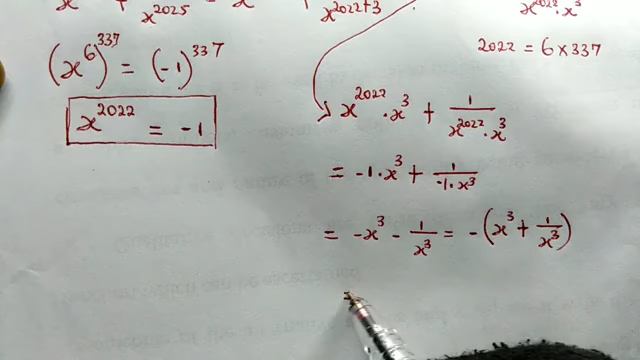 x^2022+3
x^2022 · x^3
x^2025
(x^6)^337 = (-1)^337
2022 = 6 × 337
x^2022 = -1
x^2022 · x^3 + 1/(x^2022 · x^3)
= -1 · x^3 + 1/(-1 · x^3)
= -x^3 - 1/x^3 = -(x^3 + 1/x^3)